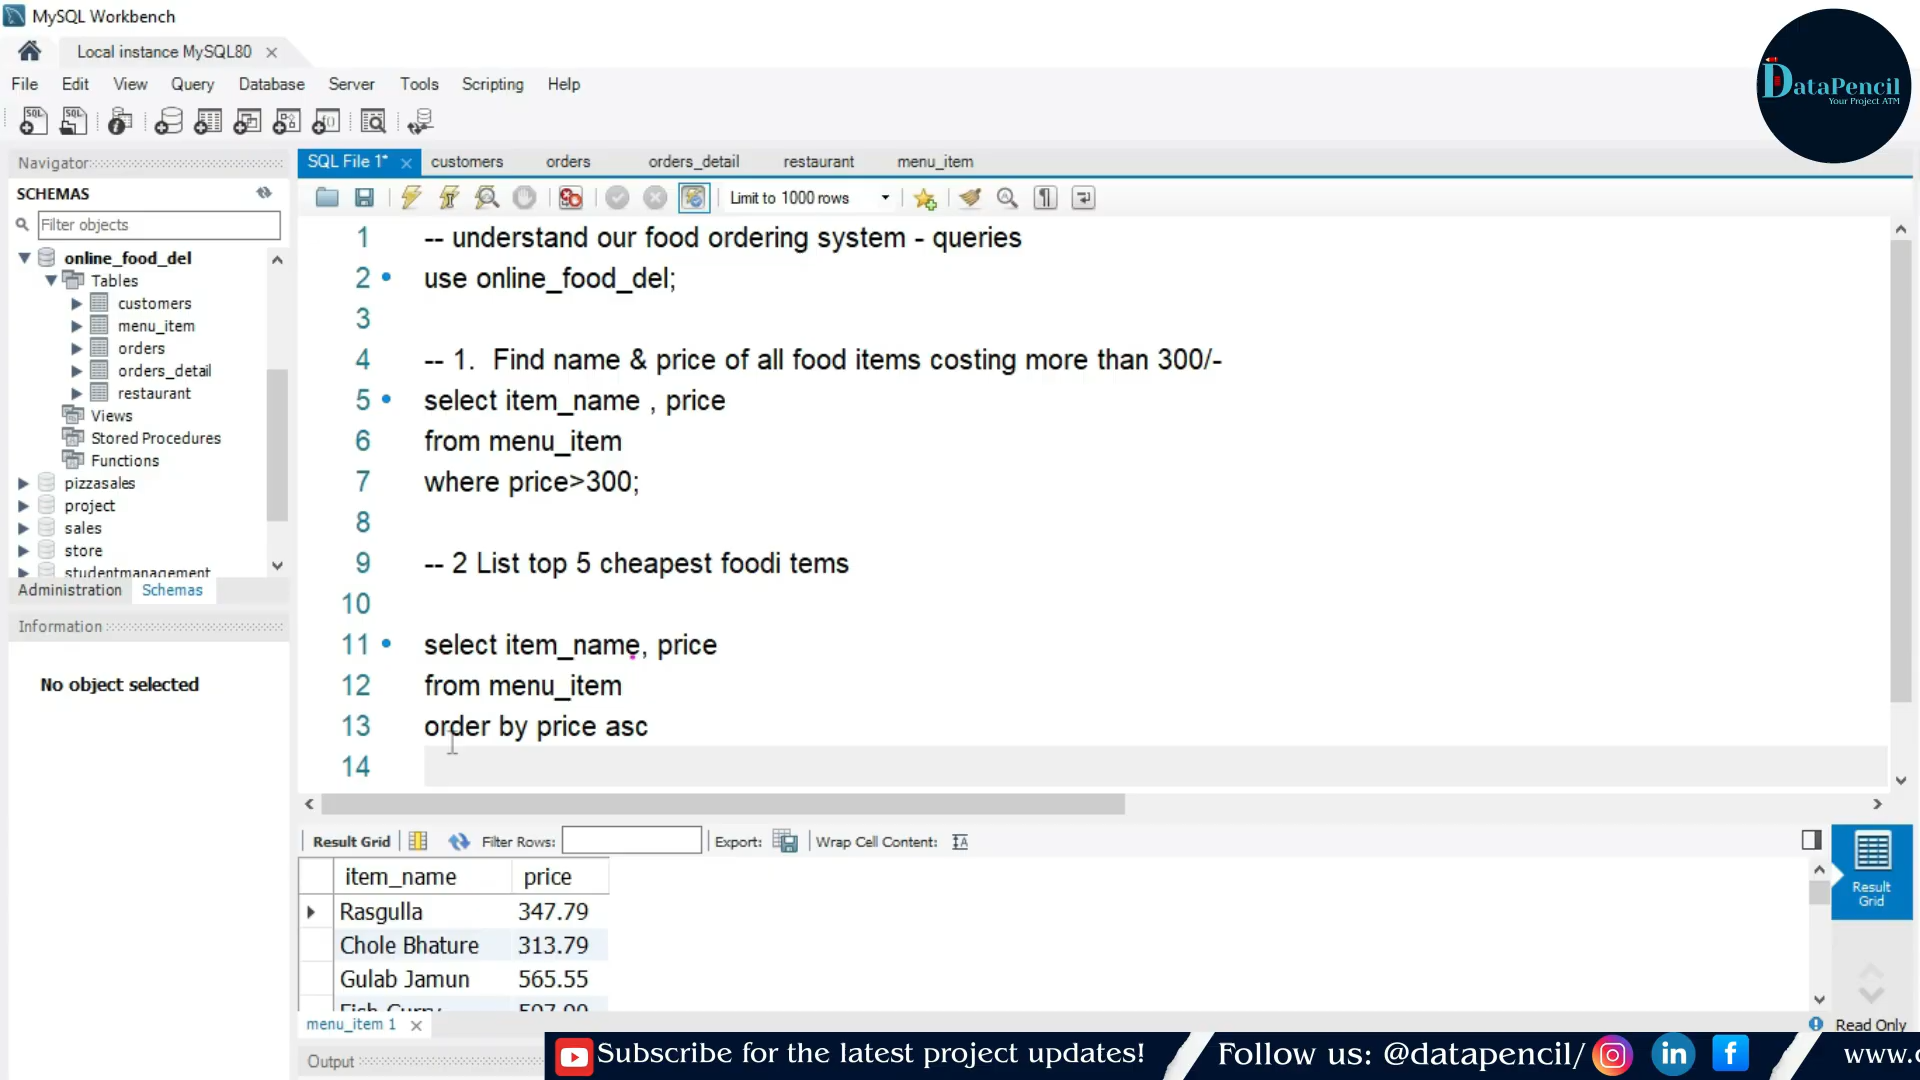 MySQL Workbench
Local instance MySQL80
File Edit View Query Database Server Tools Scripting Help
DataPencil
Your Project ATM
Navigator
SCHEMAS
Filter objects
online_food_del
Tables
customers
menu_item
orders
orders_detail
restaurant
Views
Stored Procedures
Functions
pizzasales
project
sales
store
studentmanagement
Administration Schemas
Information
No object selected
SQL File 1* customers orders orders_detail restaurant menu_item
Limit to 1000 rows
1 -- understand our food ordering system - queries
2 use online_food_del;
3
4 -- 1.  Find name & price of all food items costing more than 300/-
5 select item_name , price
6 from menu_item
7 where price>300;
8
9 -- 2 List top 5 cheapest foodi tems
10
11 select item_name, price
12 from menu_item
13 order by price asc
14
Result Grid Filter Rows: Export: Wrap Cell Content:
item_name price
Rasgulla 347.79
Chole Bhature 313.79
Gulab Jamun 565.55
Fish Curry
Result Grid
menu_item 1
Read Only
Output
Subscribe for the latest project updates! Follow us: @datapencil/ in f www.